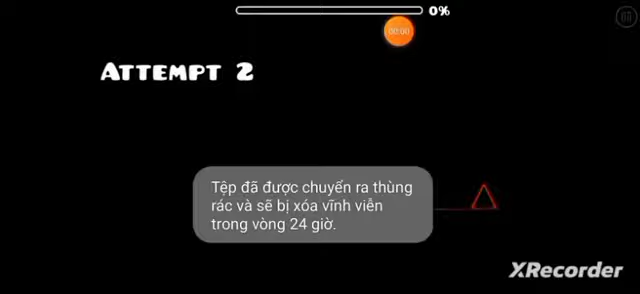 0%
00:00
ATTEMPT 2
Tệp đã được chuyển ra thùng
rác và sẽ bị xóa vĩnh viễn
trong vòng 24 giờ.
XRecorder